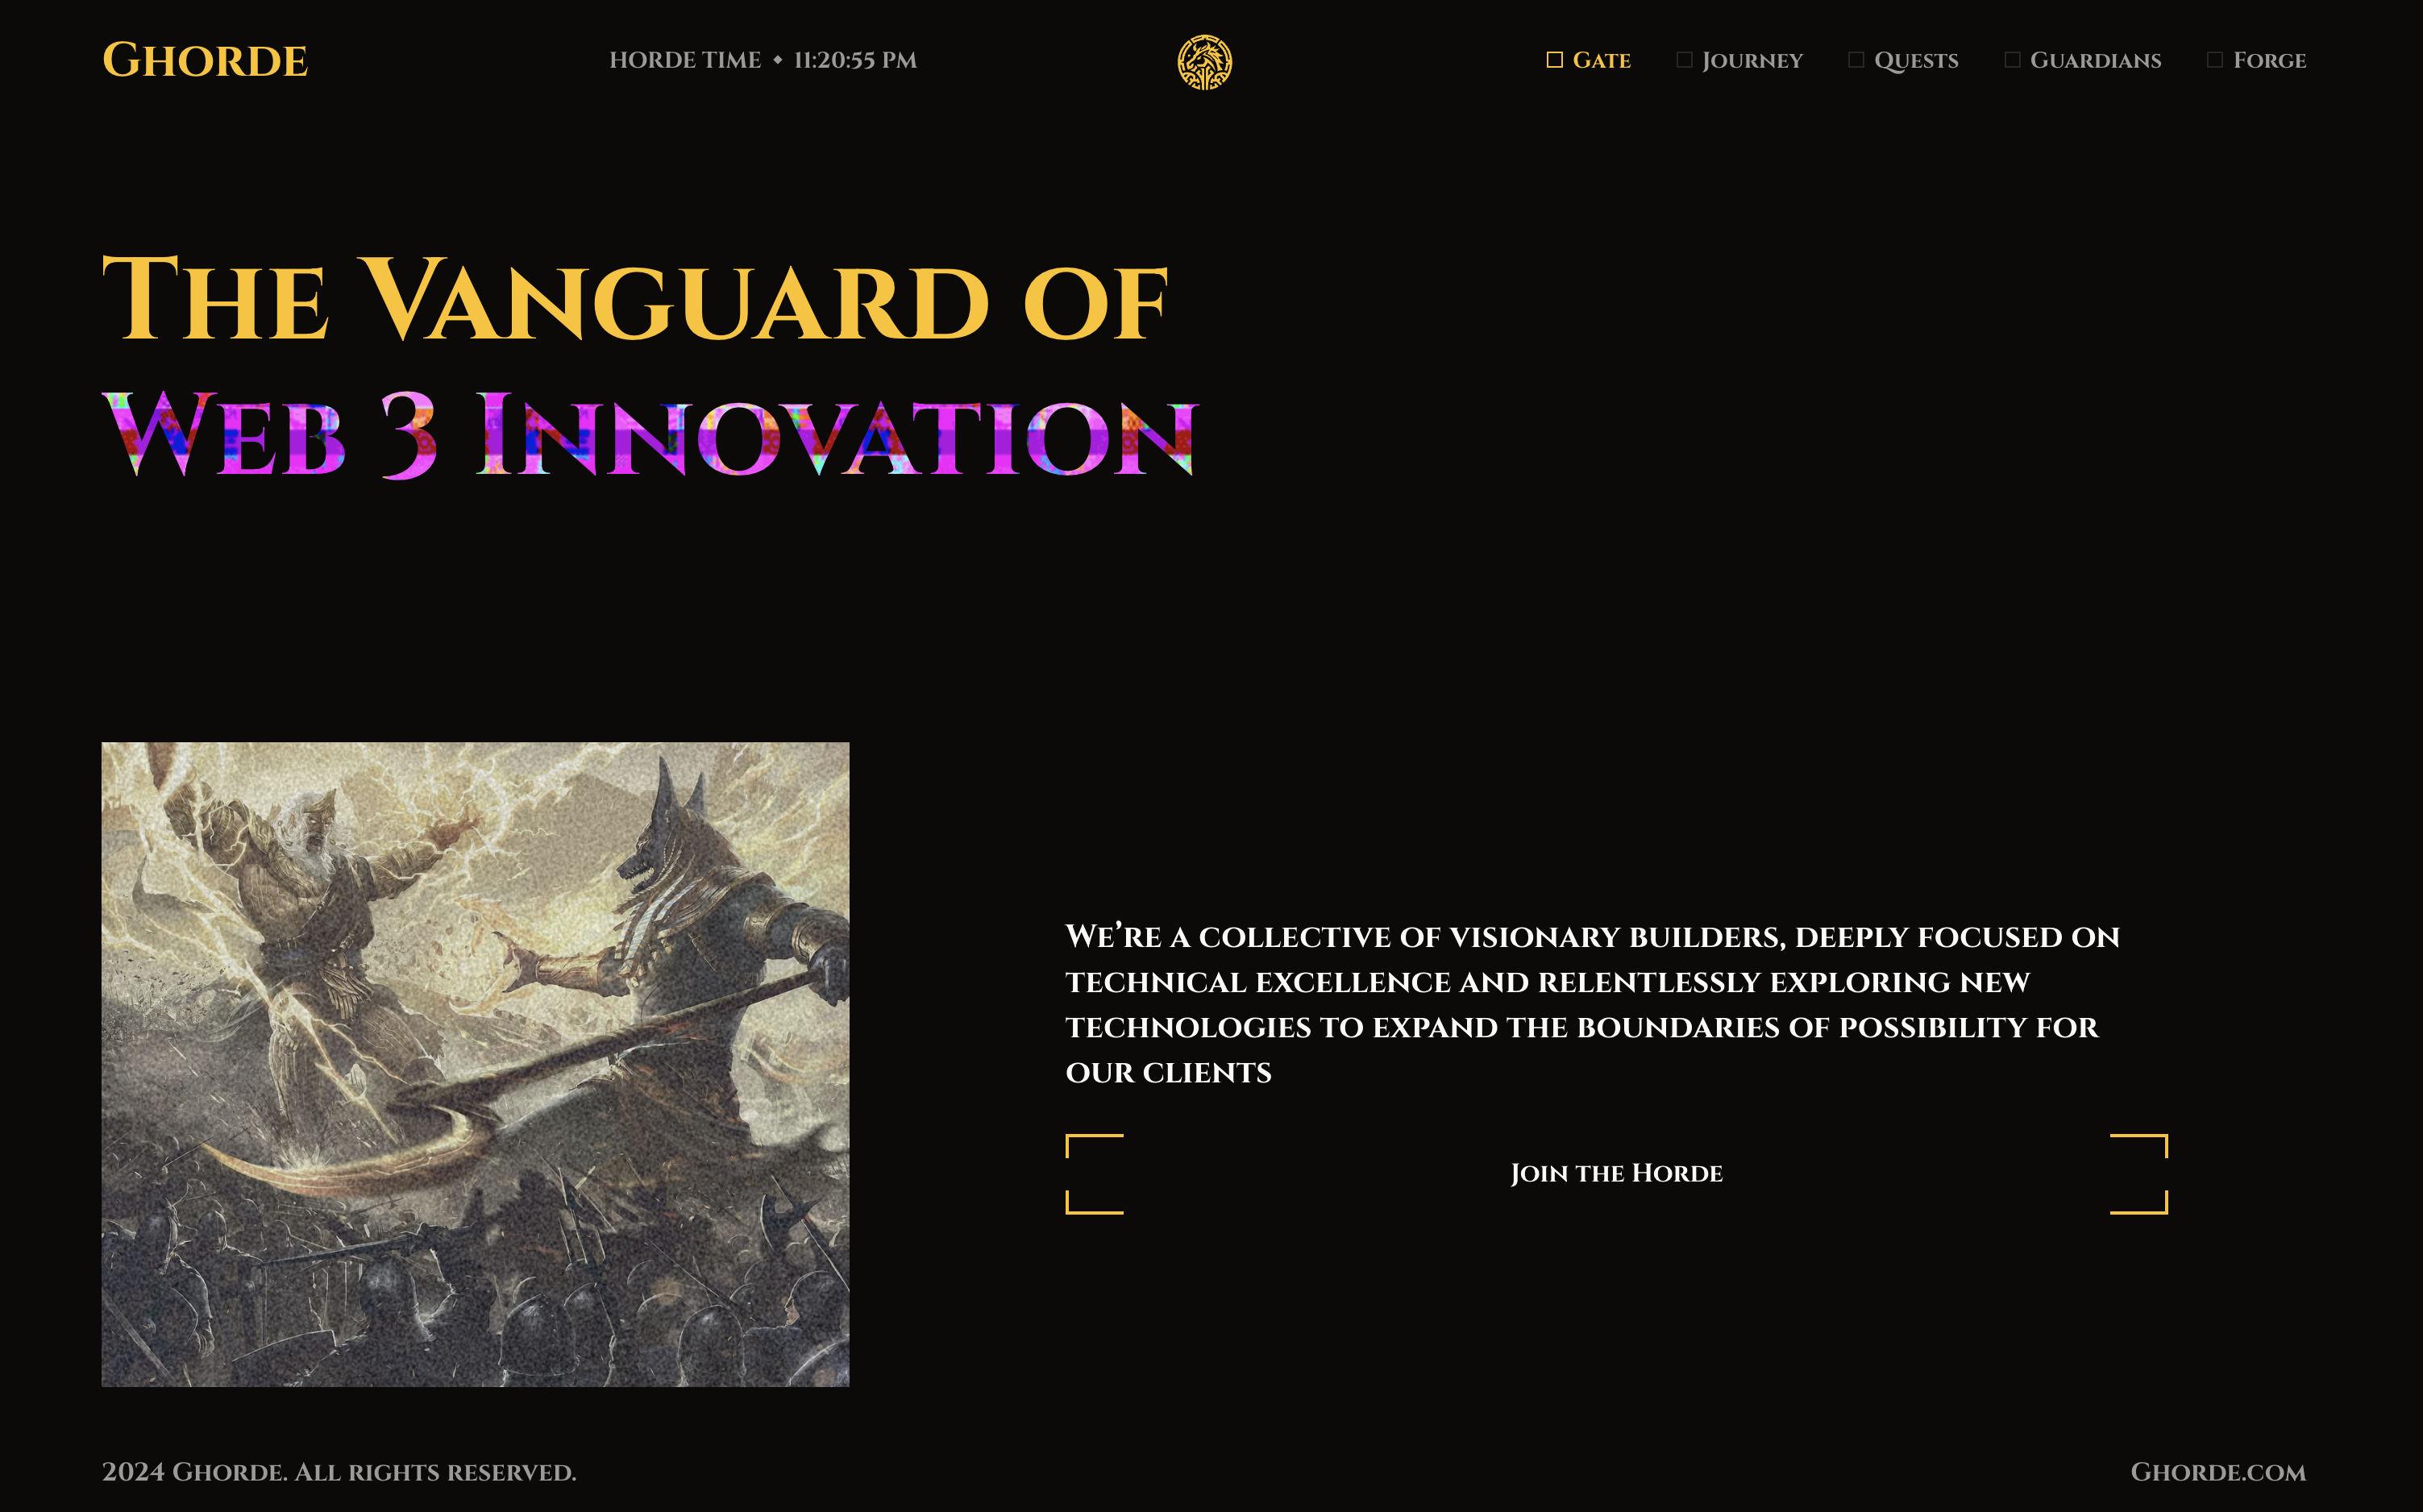 Ghorde
HORDE TIME ◆ 11:20:55 PM
Gate
Journey
Quests
Guardians
Forge
The Vanguard of
Web 3 Innovation
We’re a collective of visionary builders, deeply focused on
technical excellence and relentlessly exploring new
technologies to expand the boundaries of possibility for
our clients
Join the Horde
2024 Ghorde. All rights reserved.
Ghorde.com